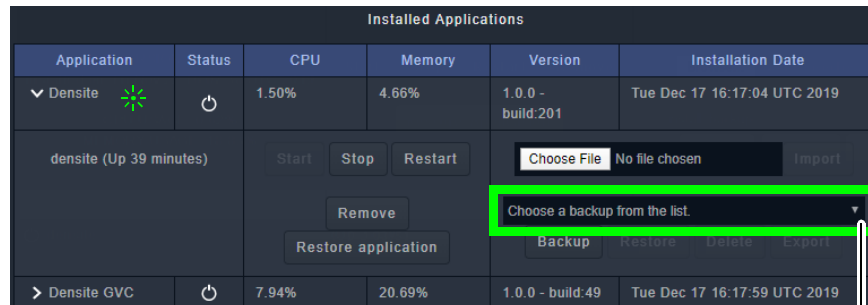 Installed Applications
Application Status CPU Memory Version Installation Date
Densite 1.50% 4.66% 1.0.0 - Tue Dec 17 16:17:04 UTC 2019
build:201
densite (Up 39 minutes) Start Stop Restart Choose File No file chosen Import
Remove Choose a backup from the list.
Restore application Backup Restore Delete Export
Densite GVC 7.94% 20.69% 1.0.0 - build:49 Tue Dec 17 16:17:59 UTC 2019